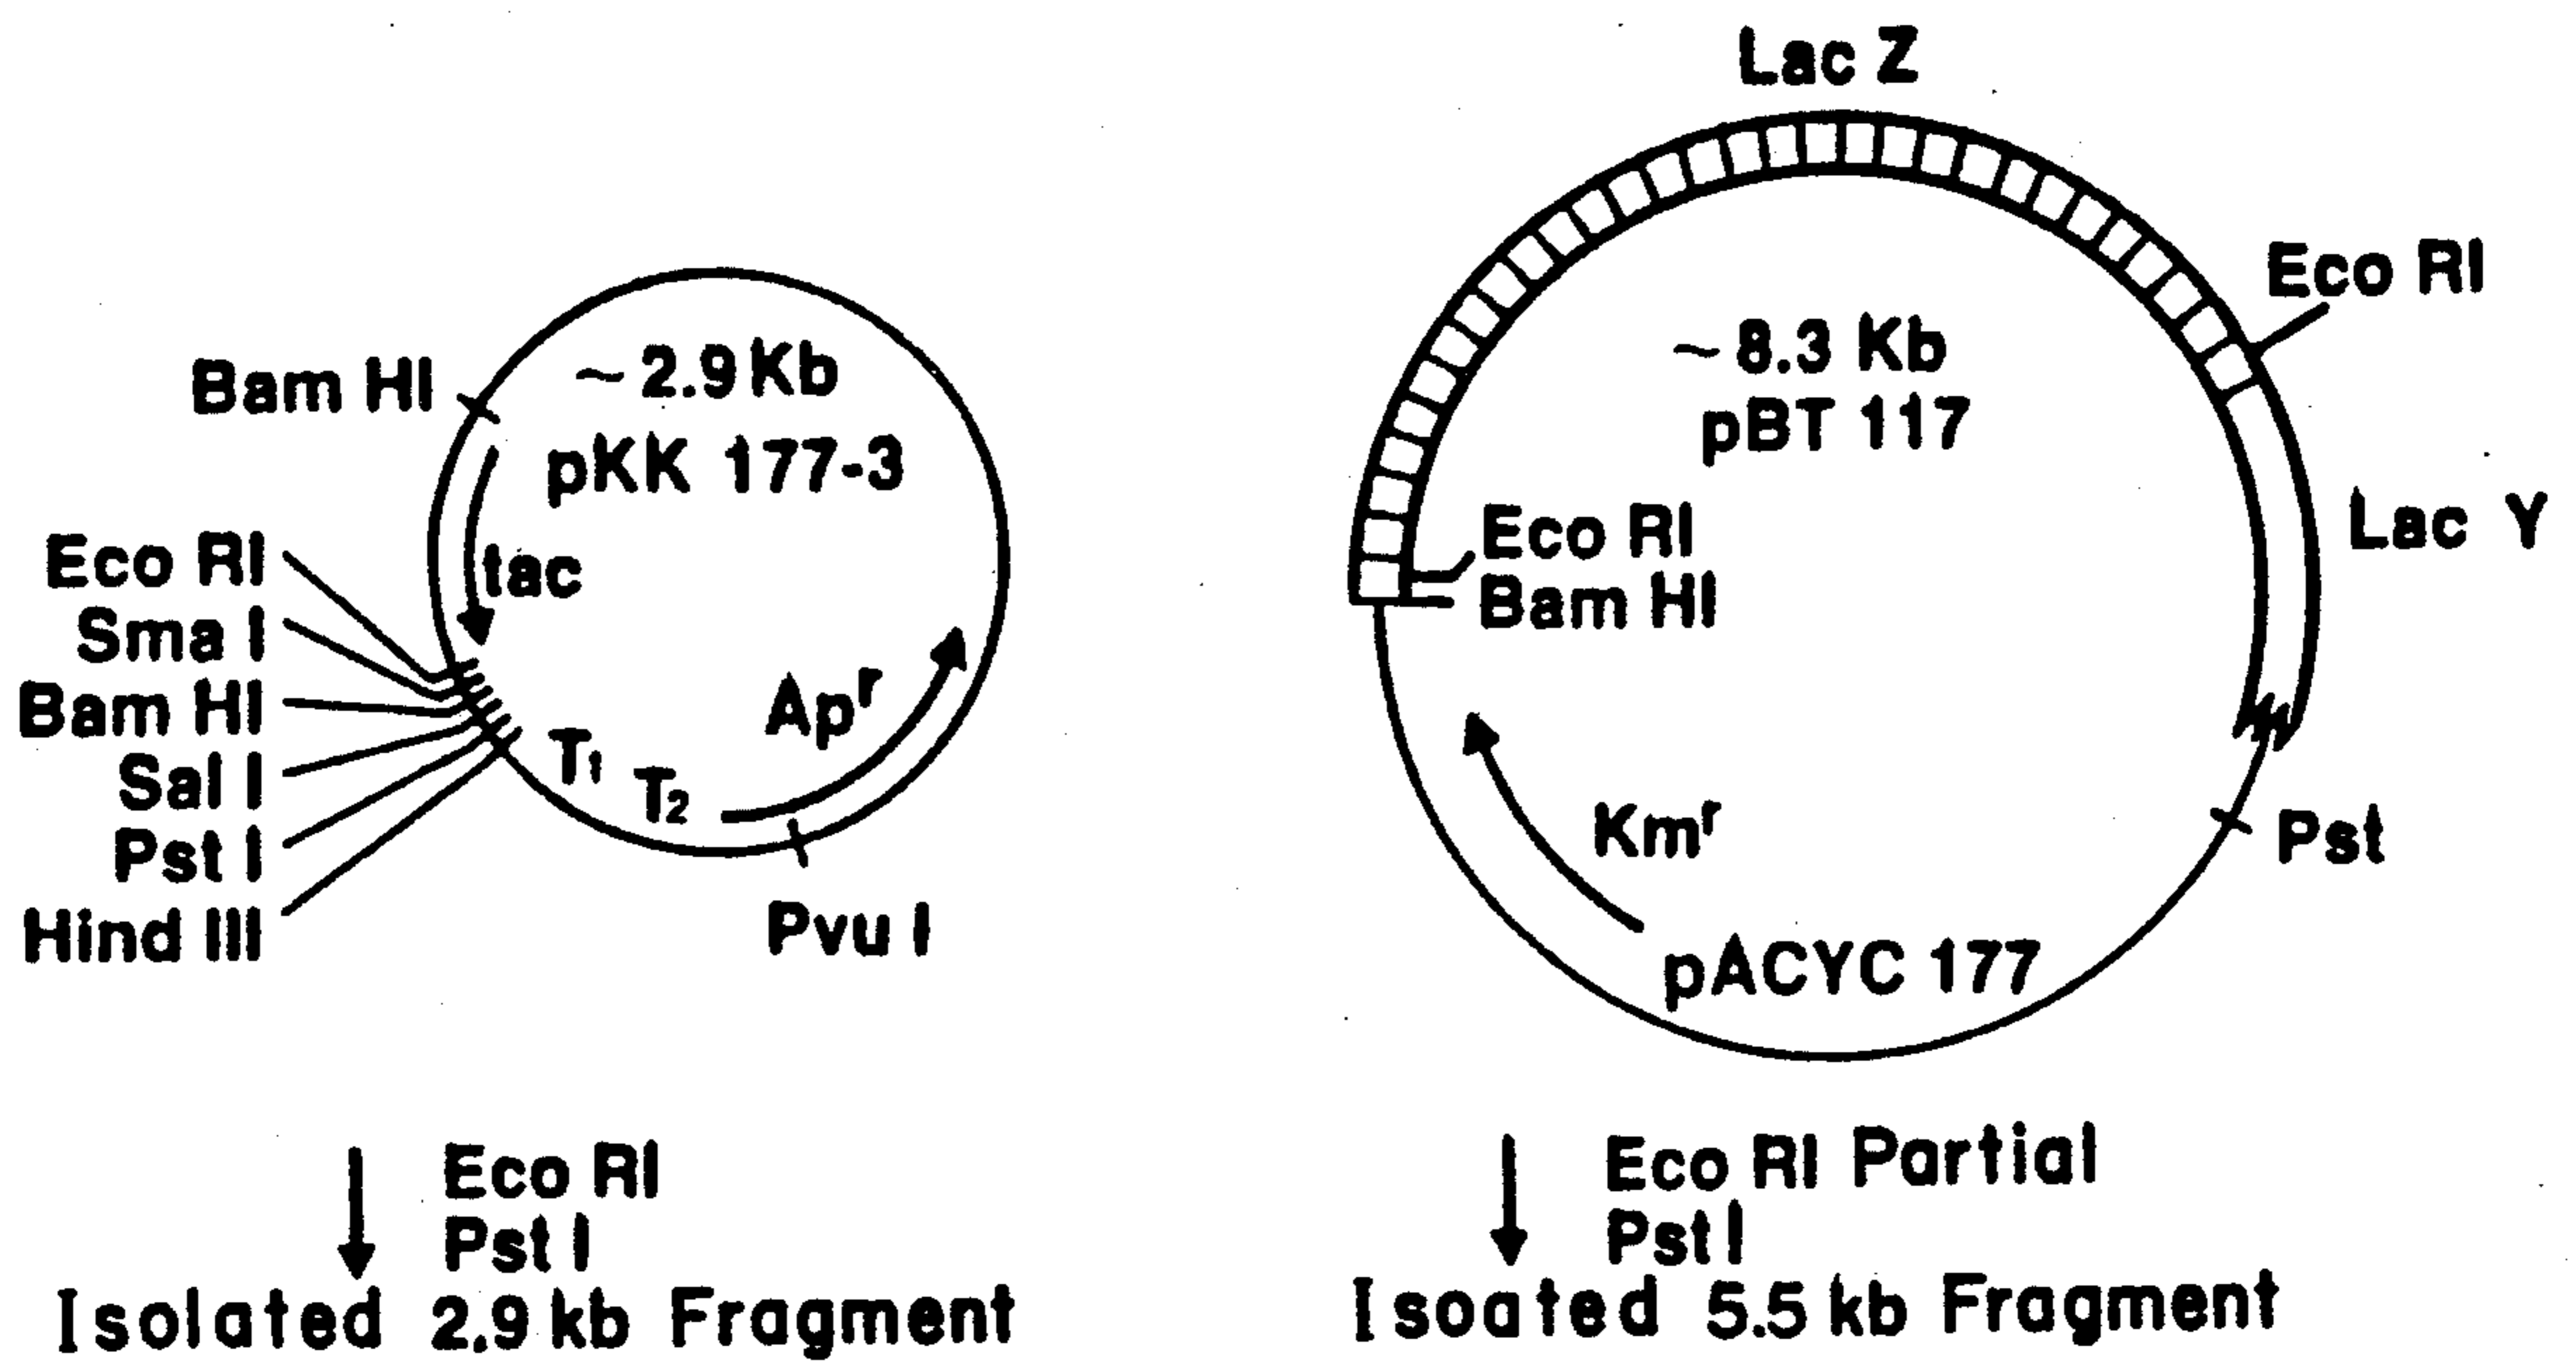 Bam HI
~ 2.9 Kb
pKK 177-3
tac
Eco RI
Sma I
Bam HI
Sal I
Pst I
Hind III
T1
T2
Apr
Pvu I
Eco RI
Pst I
Isolated 2.9 kb Fragment
Lac Z
Eco RI
~ 8.3 Kb
pBT 117
Eco RI
Bam HI
Lac Y
Kmr
Pst
pACYC 177
Eco RI Partial
Pst I
Isoated 5.5 kb Fragment